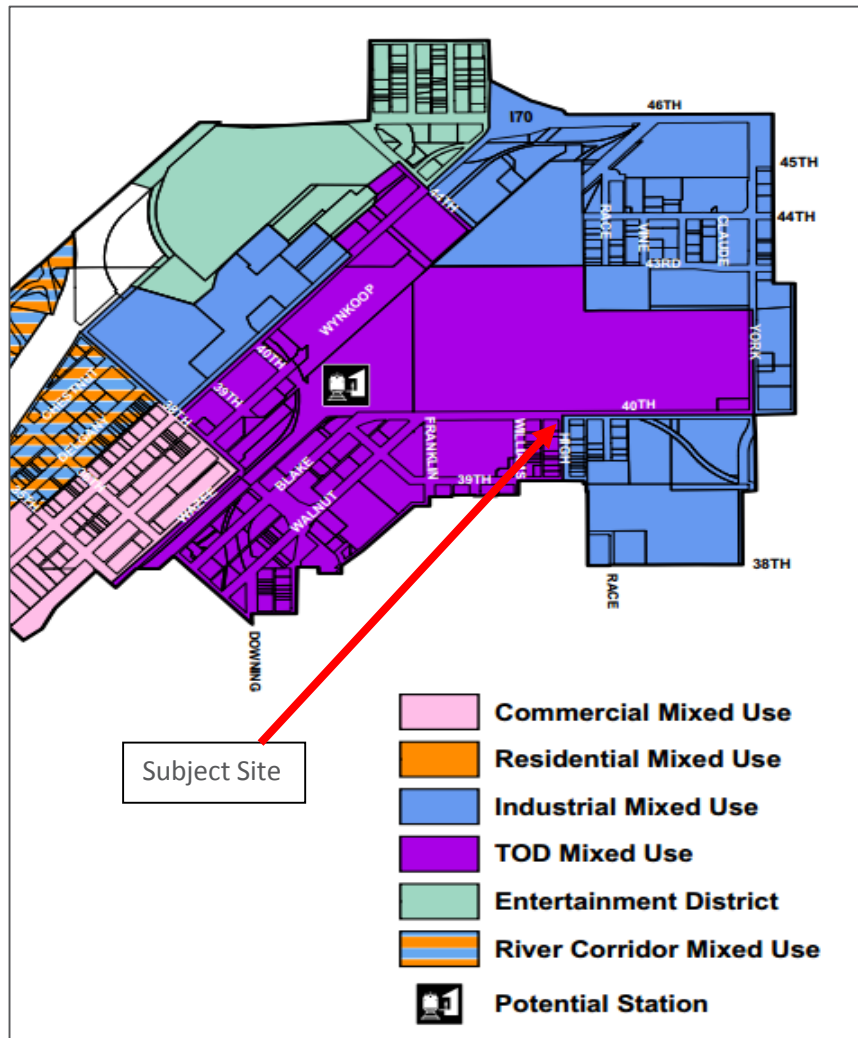 46TH
I70
45TH
44TH
44TH
RACE
VINE
CLAUDE
43RD
WYNKOOP
YORK
40TH
39TH
CHESTNUT
38TH
DELGANY
40TH
FRANKLIN
WILLIAMS
HIGH
BLAKE
39TH
WAZEE
WALNUT
38TH
RACE
DOWNING
Subject Site
Commercial Mixed Use
Residential Mixed Use
Industrial Mixed Use
TOD Mixed Use
Entertainment District
River Corridor Mixed Use
Potential Station